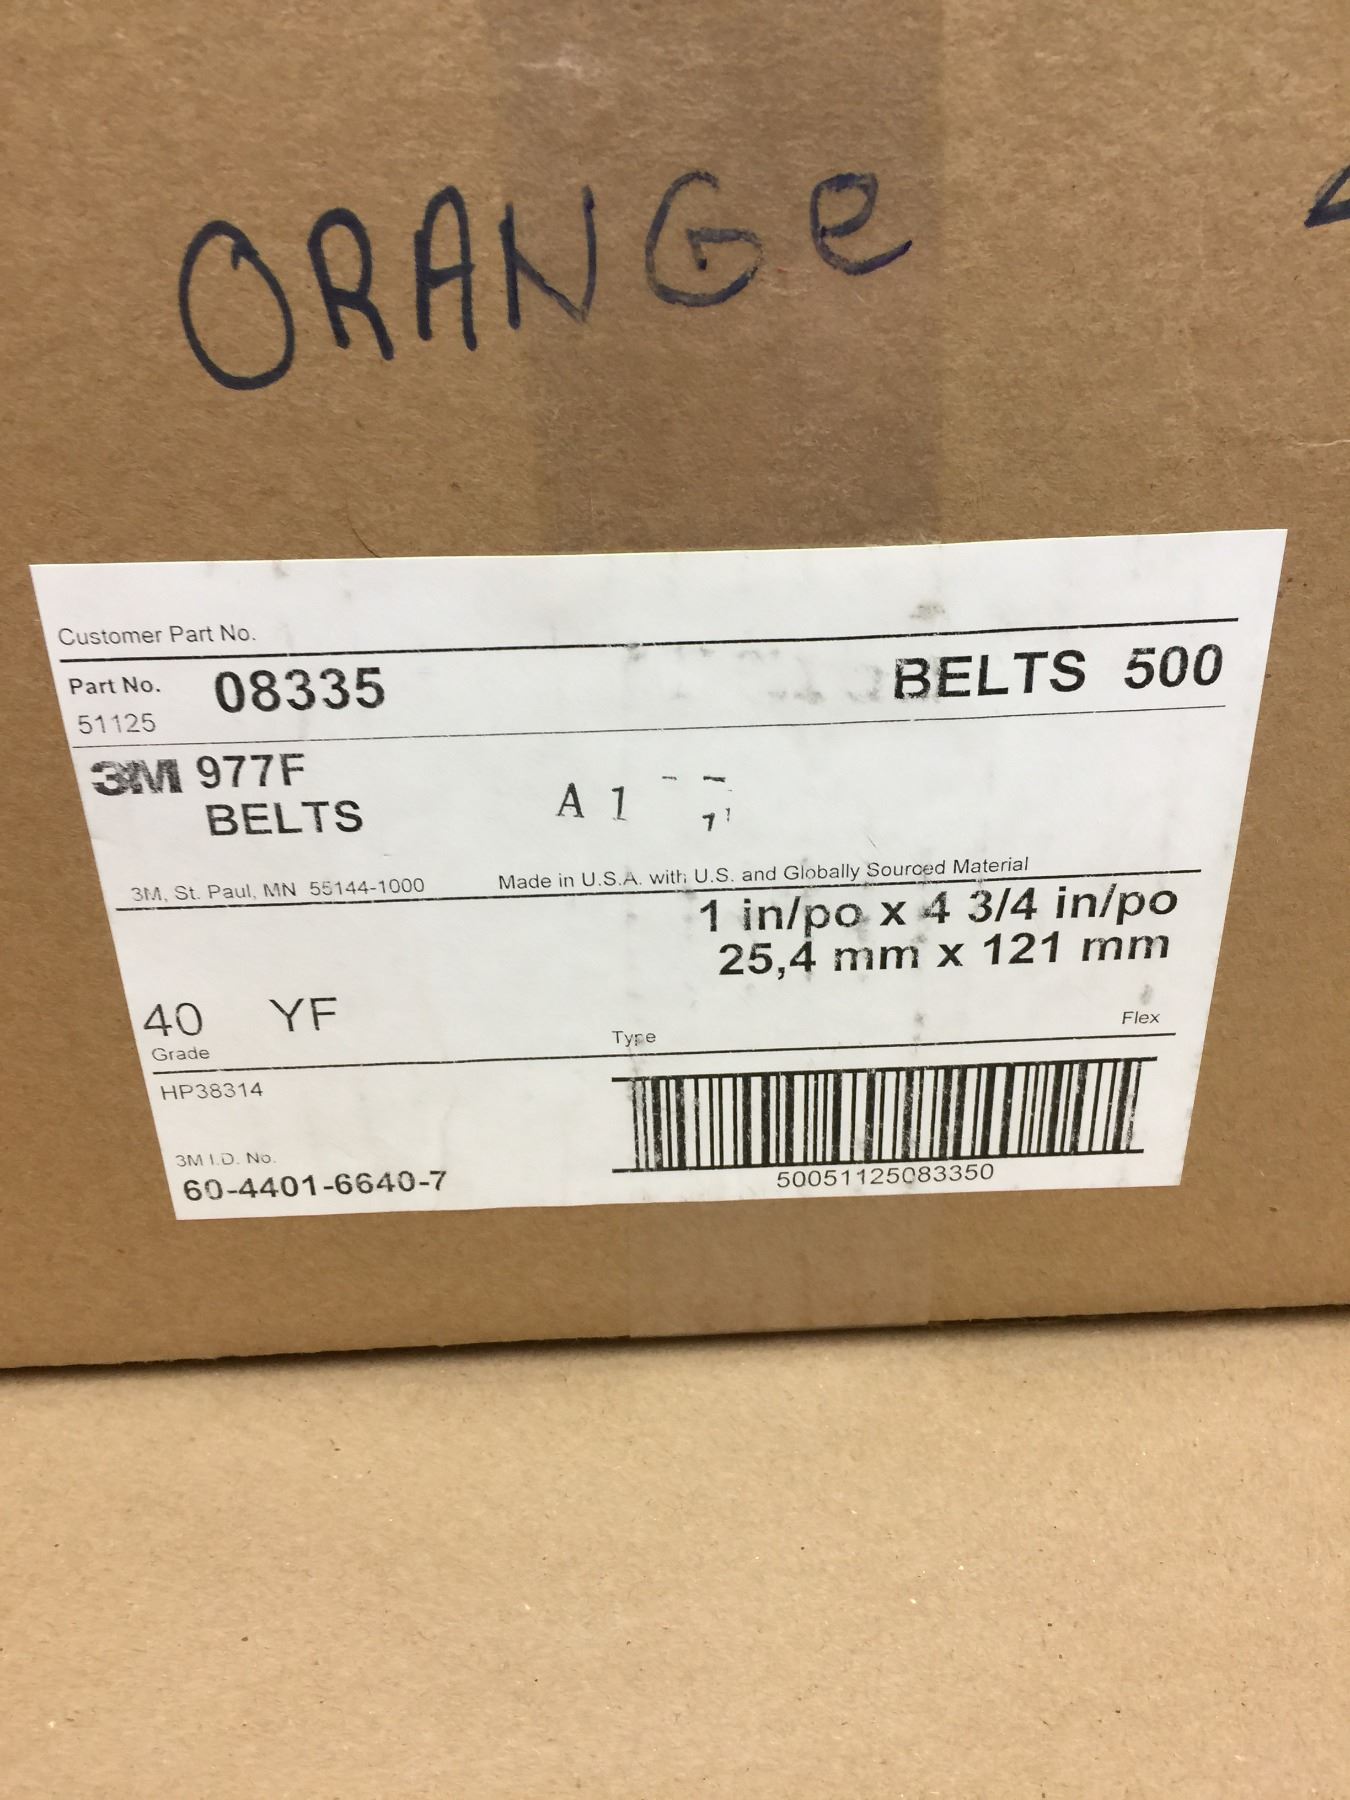 ORANGe
Customer Part No.
Part No. 08335 BELTS 500
51125
3M 977F
BELTS A 1
3M, St. Paul, MN 55144-1000 Made in U.S.A. with U.S. and Globally Sourced Material
1 in/po x 4 3/4 in/po
25,4 mm x 121 mm
40 YF
Grade Type Flex
HP38314
3M I.D. No.
60-4401-6640-7
50051125083350